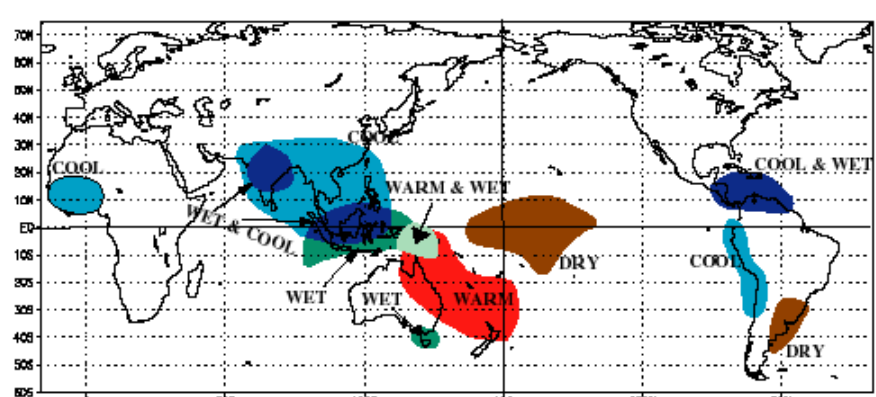 70N
60N
50N
40N
30N
20N
10N
EQ
10S
20S
30S
40S
50S
60S
COOL
COOL
COOL & WET
WARM & WET
WET & COOL
DRY
COOL
WET
WET
WARM
DRY